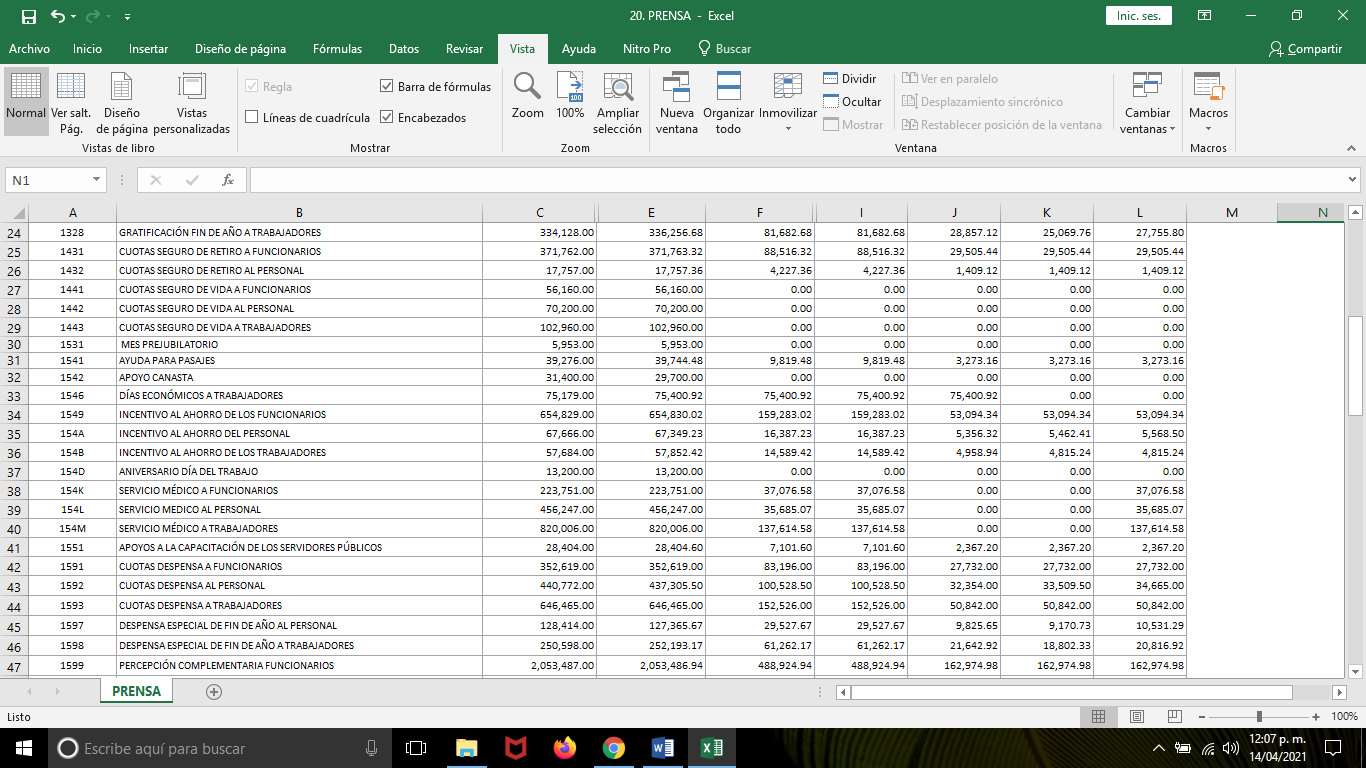 20. PRENSA - Excel
Inic. ses.
Archivo Inicio Insertar Diseño de página Fórmulas Datos Revisar Vista Ayuda Nitro Pro Buscar Compartir
Normal
Ver salt. Pág.
Diseño de página
Vistas personalizadas
Vistas de libro
Regla
Barra de fórmulas
Líneas de cuadrícula
Encabezados
Mostrar
Zoom
100
100%
Ampliar selección
Zoom
Nueva ventana
Organizar todo
Inmovilizar
Dividir
Ocultar
Mostrar
Ver en paralelo
Desplazamiento sincrónico
Restablecer posición de la ventana
Cambiar ventanas
Ventana
Macros
Macros
N1
fx
A B C E F I J K L M N
24 1328 GRATIFICACIÓN FIN DE AÑO A TRABAJADORES 334,128.00 336,256.68 81,682.68 81,682.68 28,857.12 25,069.76 27,755.80
25 1431 CUOTAS SEGURO DE RETIRO A FUNCIONARIOS 371,762.00 371,763.32 88,516.32 88,516.32 29,505.44 29,505.44 29,505.44
26 1432 CUOTAS SEGURO DE RETIRO AL PERSONAL 17,757.00 17,757.36 4,227.36 4,227.36 1,409.12 1,409.12 1,409.12
27 1441 CUOTAS SEGURO DE VIDA A FUNCIONARIOS 56,160.00 56,160.00 0.00 0.00 0.00 0.00 0.00
28 1442 CUOTAS SEGURO DE VIDA AL PERSONAL 70,200.00 70,200.00 0.00 0.00 0.00 0.00 0.00
29 1443 CUOTAS SEGURO DE VIDA A TRABAJADORES 102,960.00 102,960.00 0.00 0.00 0.00 0.00 0.00
30 1531 MES PREJUBILATORIO 5,953.00 5,953.00 0.00 0.00 0.00 0.00 0.00
31 1541 AYUDA PARA PASAJES 39,276.00 39,744.48 9,819.48 9,819.48 3,273.16 3,273.16 3,273.16
32 1542 APOYO CANASTA 31,400.00 29,700.00 0.00 0.00 0.00 0.00 0.00
33 1546 DÍAS ECONÓMICOS A TRABAJADORES 75,179.00 75,400.92 75,400.92 75,400.92 75,400.92 0.00 0.00
34 1549 INCENTIVO AL AHORRO DE LOS FUNCIONARIOS 654,829.00 654,830.02 159,283.02 159,283.02 53,094.34 53,094.34 53,094.34
35 154A INCENTIVO AL AHORRO DEL PERSONAL 67,666.00 67,349.23 16,387.23 16,387.23 5,356.32 5,462.41 5,568.50
36 154B INCENTIVO AL AHORRO DE LOS TRABAJADORES 57,684.00 57,852.42 14,589.42 14,589.42 4,958.94 4,815.24 4,815.24
37 154D ANIVERSARIO DÍA DEL TRABAJO 13,200.00 13,200.00 0.00 0.00 0.00 0.00 0.00
38 154K SERVICIO MÉDICO A FUNCIONARIOS 223,751.00 223,751.00 37,076.58 37,076.58 0.00 0.00 37,076.58
39 154L SERVICIO MEDICO AL PERSONAL 456,247.00 456,247.00 35,685.07 35,685.07 0.00 0.00 35,685.07
40 154M SERVICIO MÉDICO A TRABAJADORES 820,006.00 820,006.00 137,614.58 137,614.58 0.00 0.00 137,614.58
41 1551 APOYOS A LA CAPACITACIÓN DE LOS SERVIDORES PÚBLICOS 28,404.00 28,404.60 7,101.60 7,101.60 2,367.20 2,367.20 2,367.20
42 1591 CUOTAS DESPENSA A FUNCIONARIOS 352,619.00 352,619.00 83,196.00 83,196.00 27,732.00 27,732.00 27,732.00
43 1592 CUOTAS DESPENSA AL PERSONAL 440,772.00 437,305.50 100,528.50 100,528.50 32,354.00 33,509.50 34,665.00
44 1593 CUOTAS DESPENSA A TRABAJADORES 646,465.00 646,465.00 152,526.00 152,526.00 50,842.00 50,842.00 50,842.00
45 1597 DESPENSA ESPECIAL DE FIN DE AÑO AL PERSONAL 128,414.00 127,365.67 29,527.67 29,527.67 9,825.65 9,170.73 10,531.29
46 1598 DESPENSA ESPECIAL DE FIN DE AÑO A TRABAJADORES 250,598.00 252,193.17 61,262.17 61,262.17 21,642.92 18,802.33 20,816.92
47 1599 PERCEPCIÓN COMPLEMENTARIA FUNCIONARIOS 2,053,487.00 2,053,486.94 488,924.94 488,924.94 162,974.98 162,974.98 162,974.98
PRENSA
Listo
100%
Escribe aquí para buscar
12:07 p. m.
14/04/2021